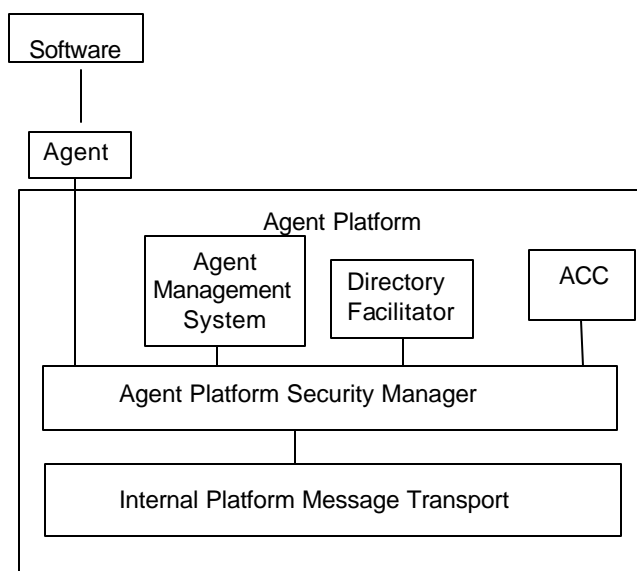 Software
Agent
Agent Platform
Agent
Management
System
Directory
Facilitator
ACC
Agent Platform Security Manager
Internal Platform Message Transport